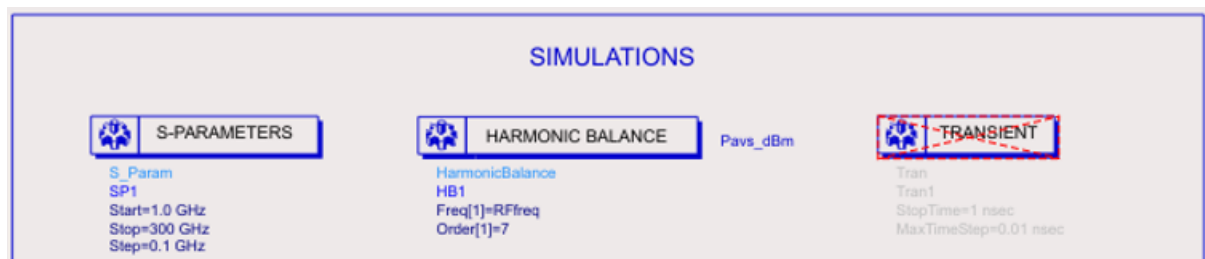 SIMULATIONS
S-PARAMETERS
S_Param
SP1
Start=1.0 GHz
Stop=300 GHz
Step=0.1 GHz
HARMONIC BALANCE
HarmonicBalance
HB1
Freq[1]=RFfreq
Order[1]=7
Pavs_dBm
TRANSIENT
Tran
Tran1
StopTime=1 nsec
MaxTimeStep=0.01 nsec